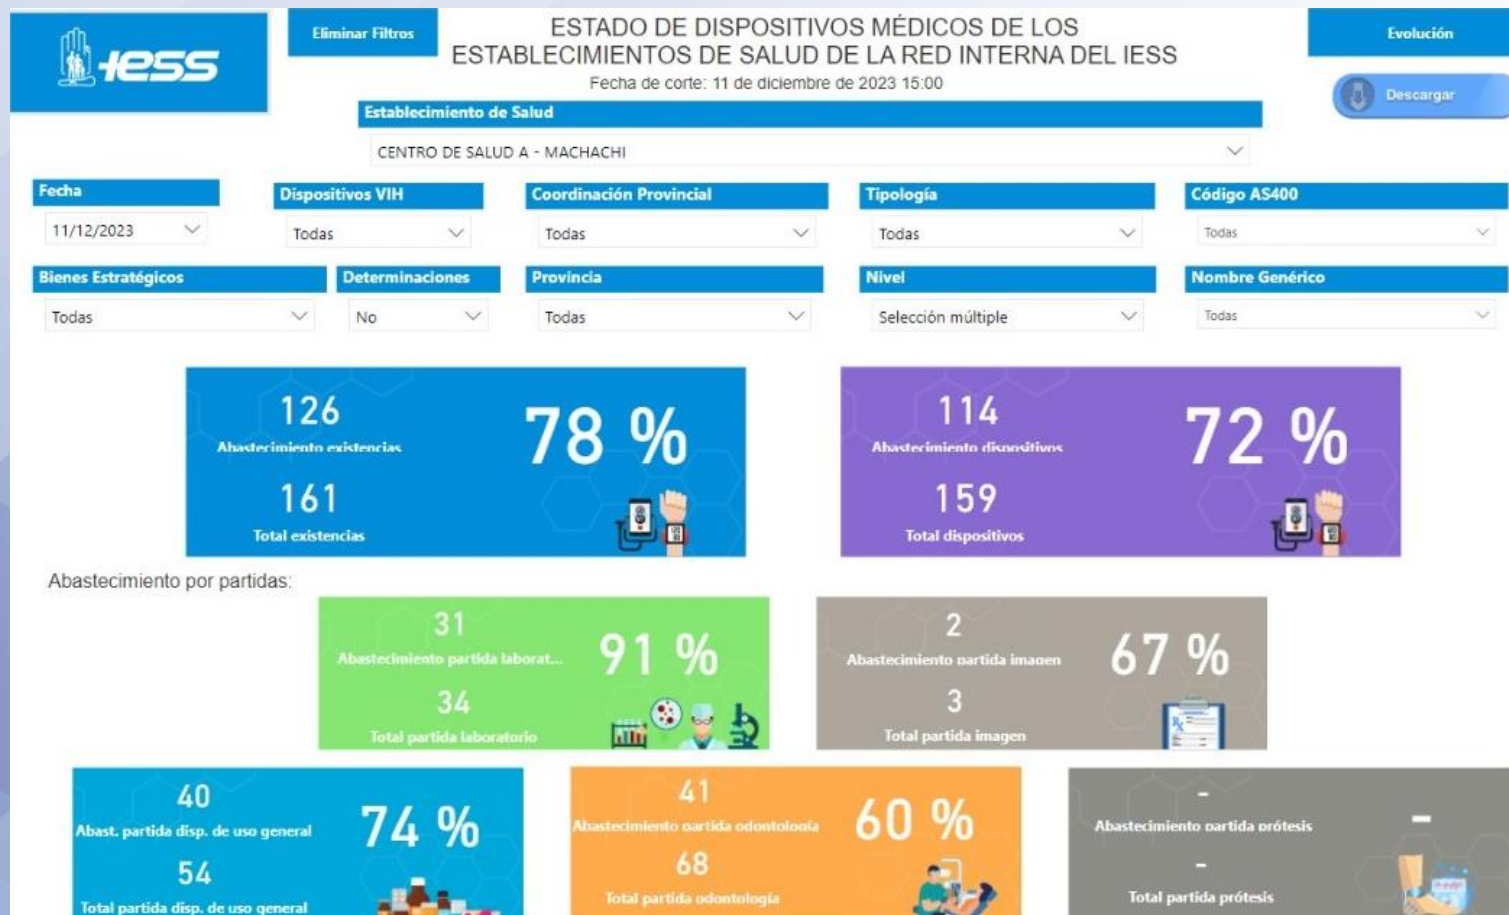 IESS
Eliminar Filtros
ESTADO DE DISPOSITIVOS MÉDICOS DE LOS
ESTABLECIMIENTOS DE SALUD DE LA RED INTERNA DEL IESS
Fecha de corte: 11 de diciembre de 2023 15:00
Evolución
Descargar
Establecimiento de Salud
CENTRO DE SALUD A - MACHACHI
Fecha
Dispositivos VIH
Coordinación Provincial
Tipología
Código AS400
11/12/2023
Todas
Todas
Todas
Todas
Bienes Estratégicos
Determinaciones
Provincia
Nivel
Nombre Genérico
Todas
No
Todas
Selección múltiple
Todas
126
Abastecimiento existencias
78 %
161
Total existencias
114
Abastecimiento dispositivos
72 %
159
Total dispositivos
Abastecimiento por partidas:
31
Abastecimiento partida laborat...
91 %
34
Total partida laboratorio
2
Abastecimiento partida imagen
67 %
3
Total partida imagen
40
Abast. partida disp. de uso general
74 %
54
Total partida disp. de uso general
41
Abastecimiento partida odontología
60 %
68
Total partida odontología
-
Abastecimiento partida prótesis
-
-
Total partida prótesis